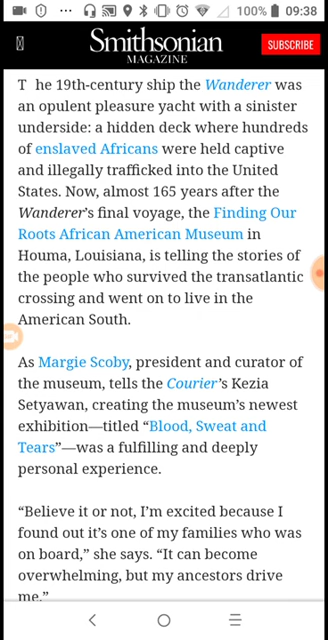 100% 09:38
Smithsonian
MAGAZINE
SUBSCRIBE
T he 19th-century ship the Wanderer was
an opulent pleasure yacht with a sinister
underside: a hidden deck where hundreds
of enslaved Africans were held captive
and illegally trafficked into the United
States. Now, almost 165 years after the
Wanderer's final voyage, the Finding Our
Roots African American Museum in
Houma, Louisiana, is telling the stories of
the people who survived the transatlantic
crossing and went on to live in the
American South.
As Margie Scoby, president and curator of
the museum, tells the Courier's Kezia
Setyawan, creating the museum's newest
exhibition—titled “Blood, Sweat and
Tears”—was a fulfilling and deeply
personal experience.
“Believe it or not, I'm excited because I
found out it's one of my families who was
on board,” she says. “It can become
overwhelming, but my ancestors drive
me.”